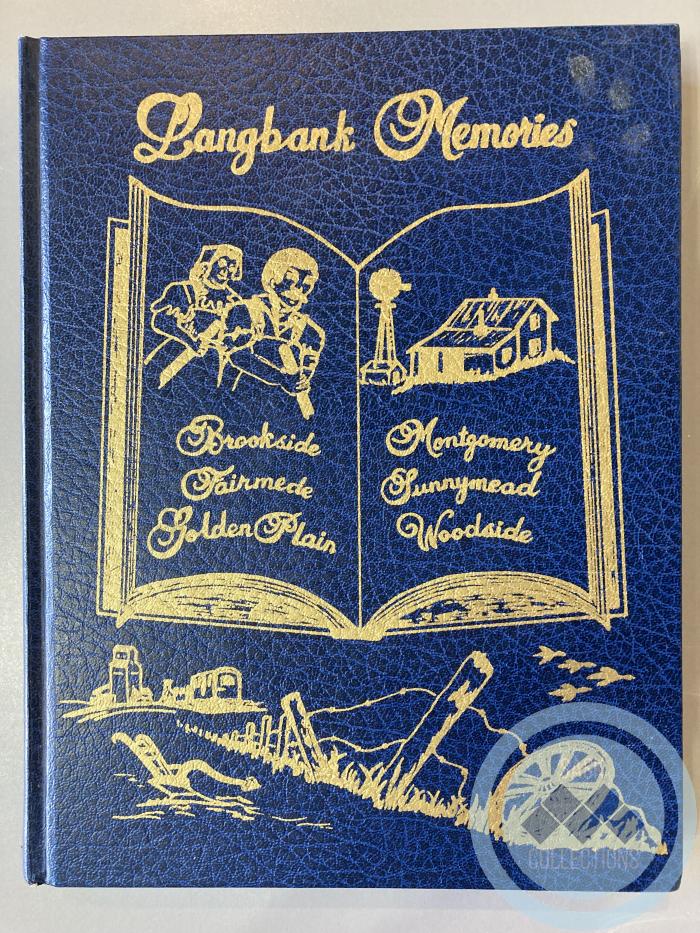 Langbank Memories
Brookside
Fairmede
Golden Plain
Montgomery
Sunnymead
Woodside
COLLECTIONS